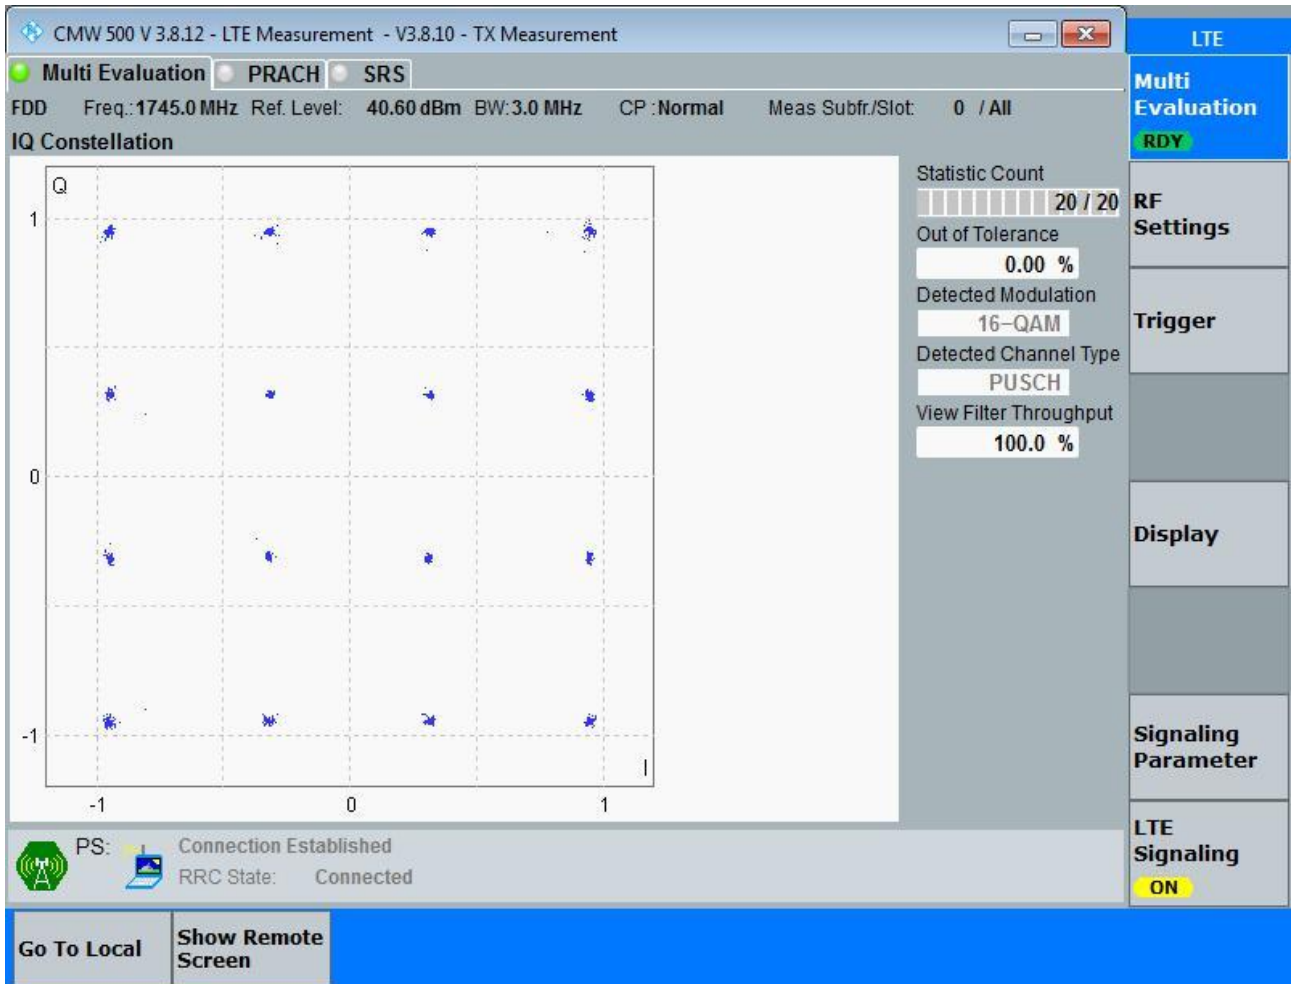 CMW 500 V 3.8.12 - LTE Measurement - V3.8.10 - TX Measurement
LTE
Multi Evaluation PRACH SRS
FDD Freq.:1745.0 MHz Ref. Level: 40.60 dBm BW:3.0 MHz CP :Normal Meas Subfr./Slot: 0 / All
IQ Constellation
Q
1
0
-1
I
-1 0 1
Statistic Count
20 / 20
Out of Tolerance
0.00 %
Detected Modulation
16-QAM
Detected Channel Type
PUSCH
View Filter Throughput
100.0 %
Multi
Evaluation
RDY
RF
Settings
Trigger
Display
Signaling
Parameter
LTE
Signaling
ON
PS: Connection Established
RRC State: Connected
Go To Local
Show Remote
Screen